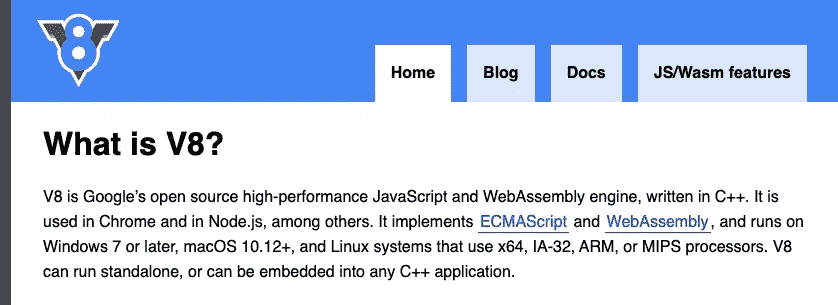 Home Blog Docs JS/Wasm features
What is V8?
V8 is Google’s open source high-performance JavaScript and WebAssembly engine, written in C++. It is
used in Chrome and in Node.js, among others. It implements ECMAScript and WebAssembly, and runs on
Windows 7 or later, macOS 10.12+, and Linux systems that use x64, IA-32, ARM, or MIPS processors. V8
can run standalone, or can be embedded into any C++ application.